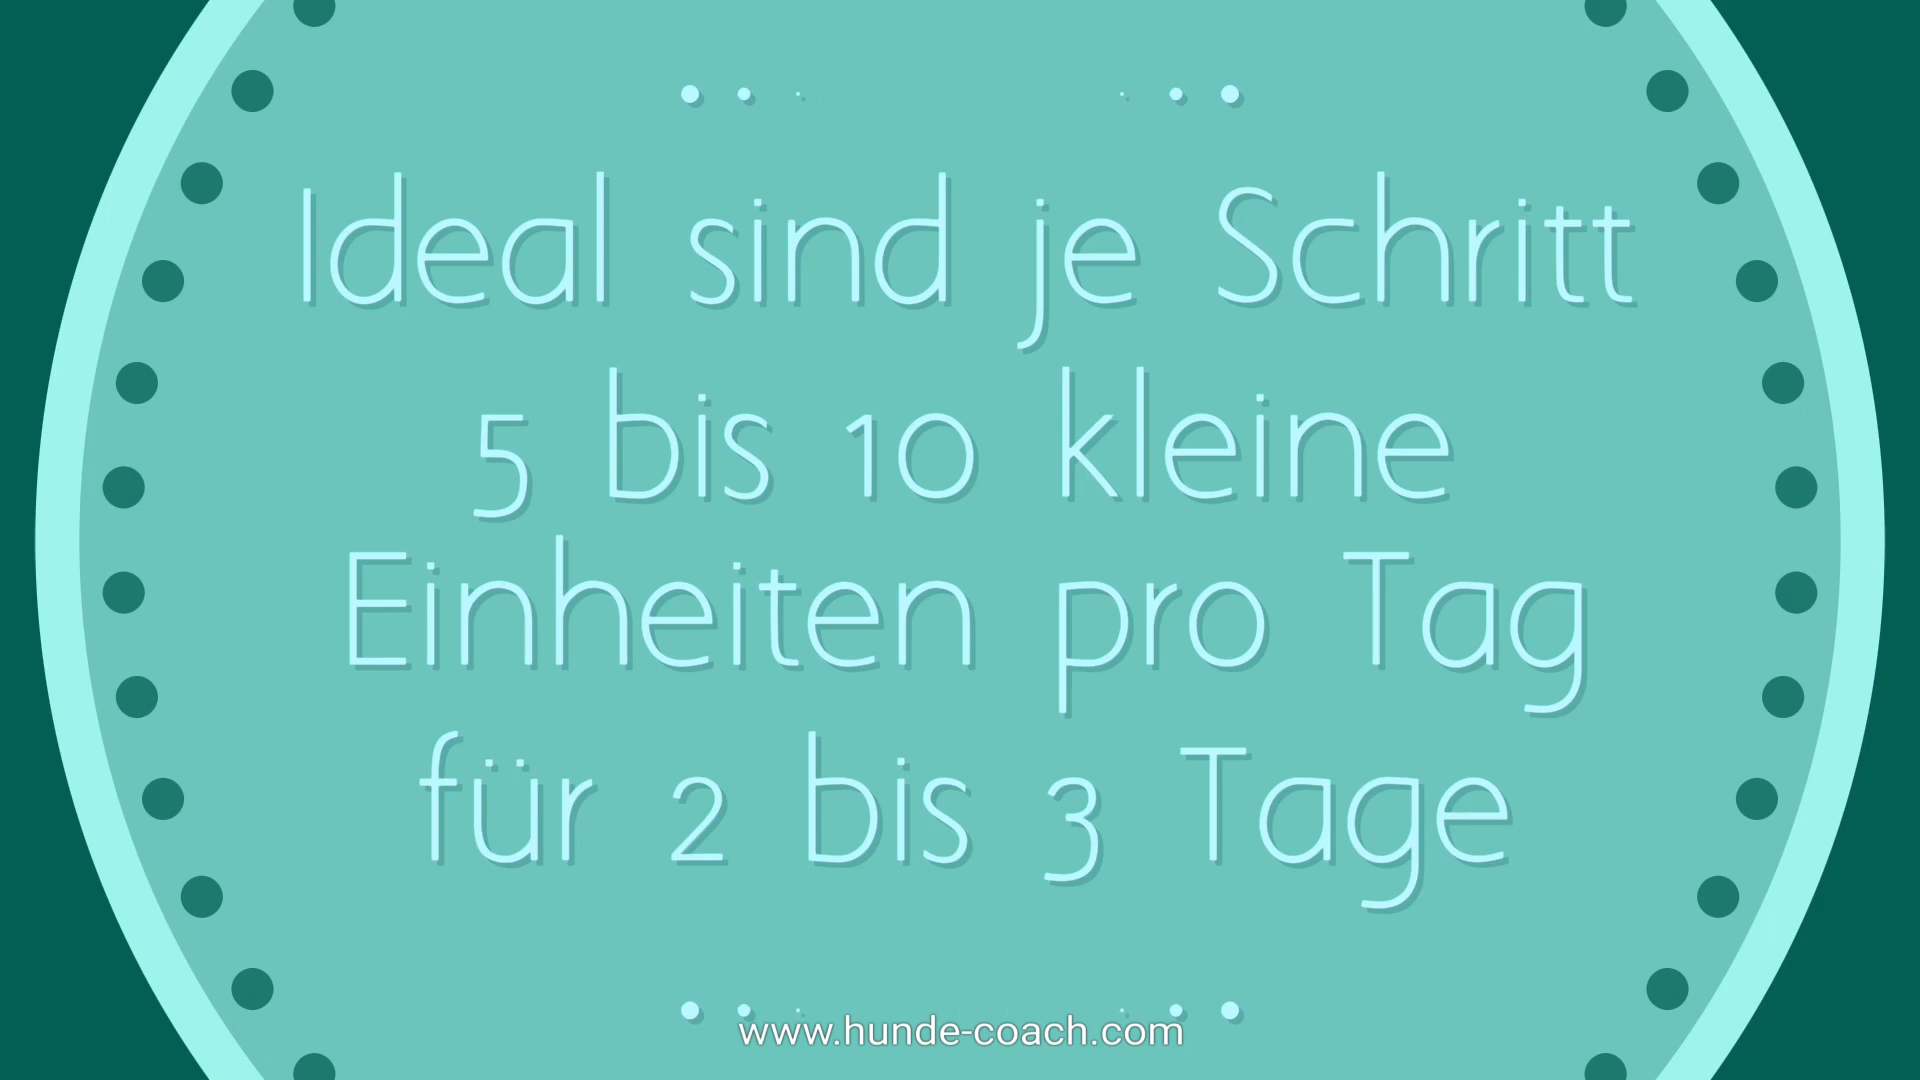 Ideal sind je Schritt
5 bis 10 kleine
Einheiten pro Tag
für 2 bis 3 Tage
www.hunde-coach.com